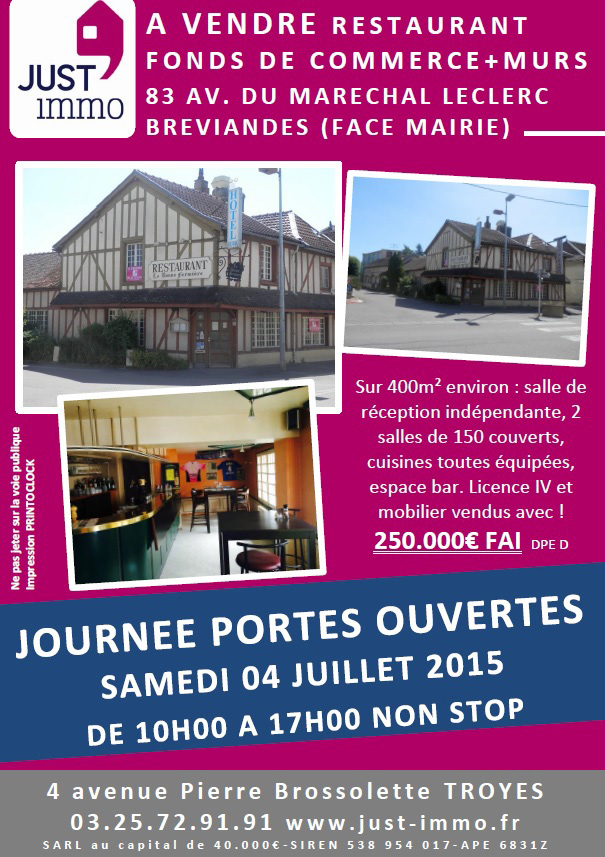 JUST
immo
A VENDRE RESTAURANT
FONDS DE COMMERCE+MURS
83 AV. DU MARECHAL LECLERC
BREVIANDES (FACE MAIRIE)
HOTEL
RESTAURANT
Sur 400m² environ : salle de
réception indépendante, 2
salles de 150 couverts,
cuisines toutes équipées,
espace bar. Licence IV et
mobilier vendus avec !
250.000€ FAI DPE D
Ne pas jeter sur la voie publique
Impression PRINTOCLOCK
JOURNEE PORTES OUVERTES
SAMEDI 04 JUILLET 2015
DE 10H00 A 17H00 NON STOP
4 avenue Pierre Brossolette TROYES
03.25.72.91.91 www.just-immo.fr
SARL au capital de 40.000€-SIREN 538 954 017-APE 6831Z